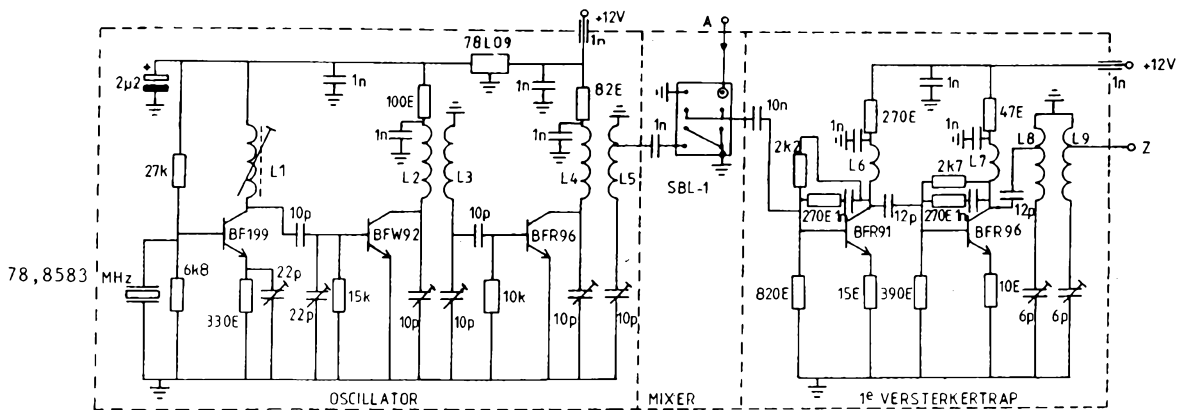 +12V
A
1n
78L09
+
2µ2
1n
1n
82E
100E
1n
1n
10n
1n
+12V
1n
270E
47E
1n
1n
2k2
L6
2k7
L7
L8
L9
Z
27k
L1
L2
L3
L4
L5
1n
SBL-1
270E
1n
12p
270E
1n
12p
10p
10p
BF199
BFW92
BFR96
BFR91
BFR96
78,8583 MHz
6k8
22p
330E
22p
15k
10p
10p
10k
10p
10p
820E
15E
390E
10E
6p
6p
OSCILLATOR
MIXER
1e VERSTERKERTRAP